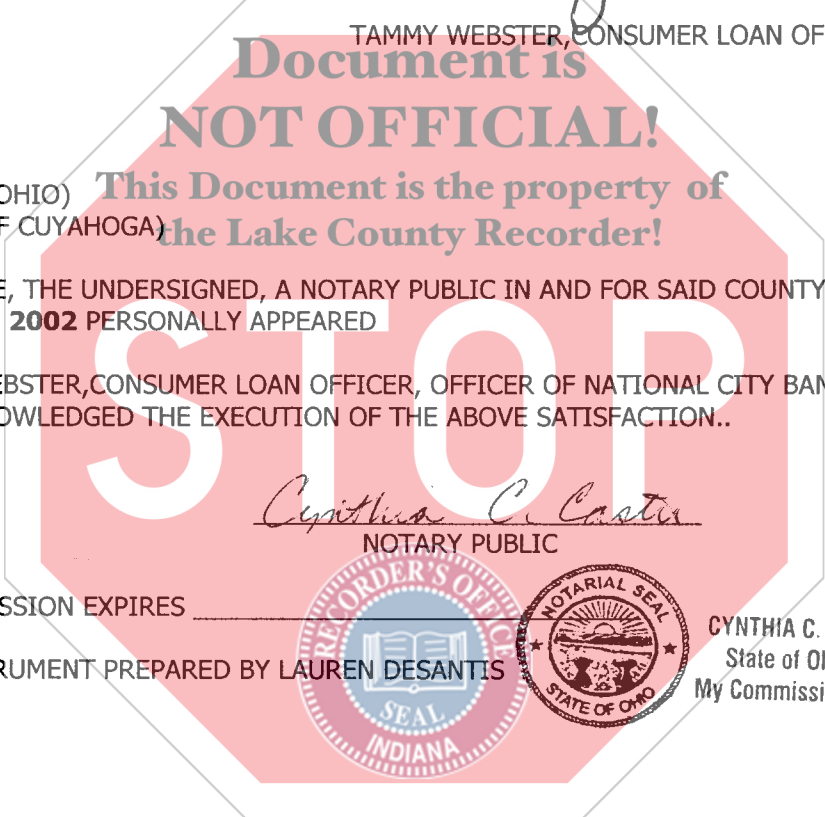 TAMMY WEBSTER,CONSUMER LOAN OF
Document is
NOT OFFICIAL!
This Document is the property of
the Lake County Recorder!
OHIO)
F CUYAHOGA)
E, THE UNDERSIGNED, A NOTARY PUBLIC IN AND FOR SAID COUNTY
2002 PERSONALLY APPEARED
EBSTER,CONSUMER LOAN OFFICER, OFFICER OF NATIONAL CITY BAN
OWLEDGED THE EXECUTION OF THE ABOVE SATISFACTION..
STOP
Cynthia C. Caster
NOTARY PUBLIC
SSION EXPIRES
RUMENT PREPARED BY LAUREN DESANTIS
RECORDER'S OFFICE
SEAL
INDIANA
NOTARIAL SEAL
STATE OF OHIO
CYNTHIA C.
State of Oh
My Commissi